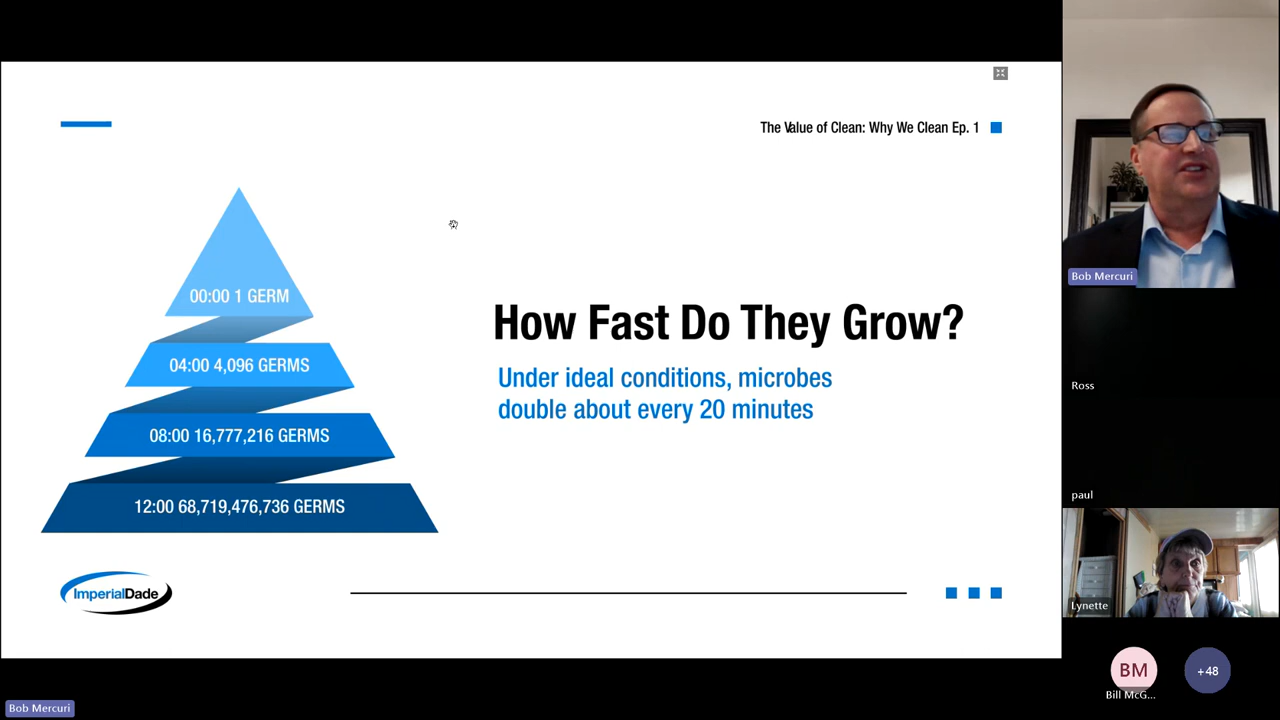 The Value of Clean: Why We Clean Ep. 1
00:00 1 GERM
04:00 4,096 GERMS
08:00 16,777,216 GERMS
12:00 68,719,476,736 GERMS
How Fast Do They Grow?
Under ideal conditions, microbes
double about every 20 minutes
ImperialDade
Bob Mercuri
Ross
paul
Lynette
BM
+48
Bill McG...
Bob Mercuri